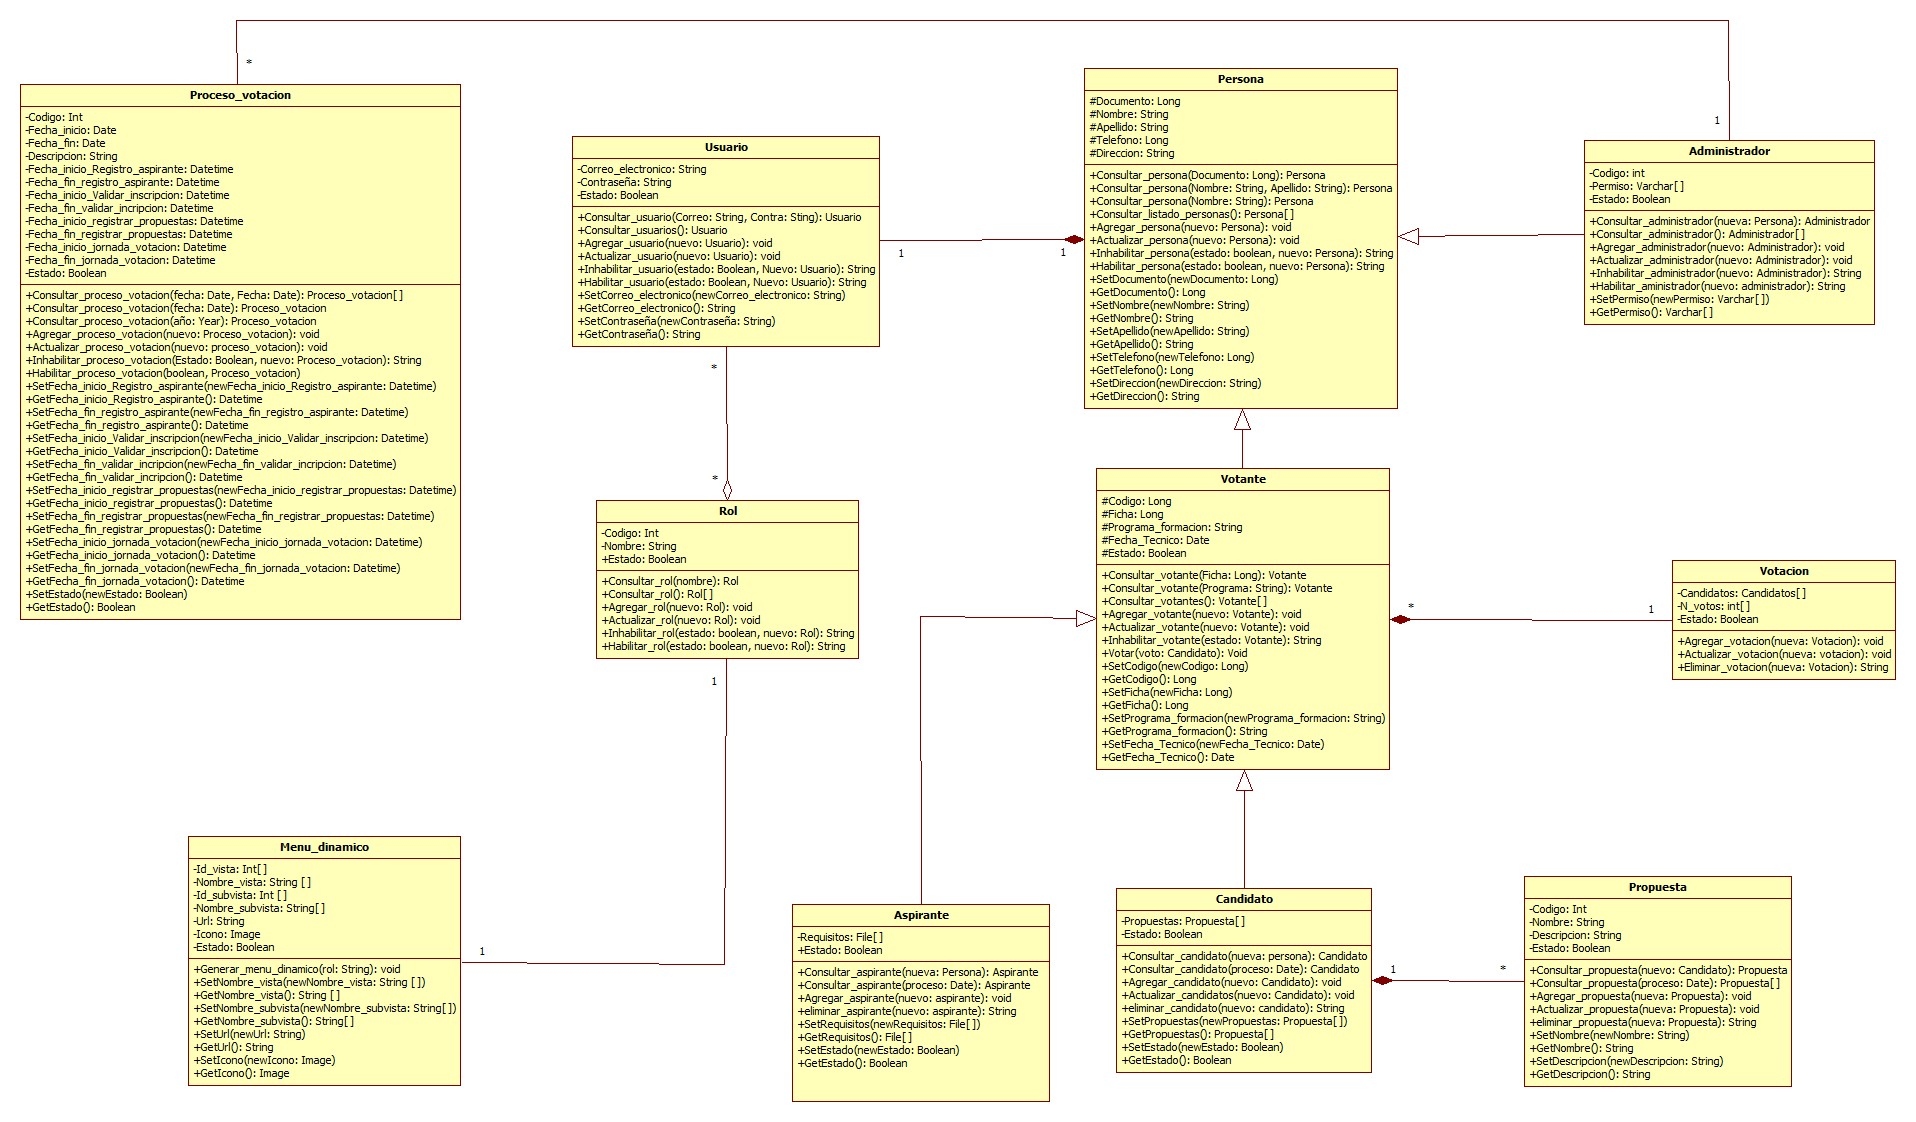 *
Proceso_votacion
-Codigo: Int
-Fecha_inicio: Date
-Fecha_fin: Date
-Descripcion: String
-Fecha_inicio_Registro_aspirante: Datetime
-Fecha_fin_registro_aspirante: Datetime
-Fecha_inicio_Validar_inscripcion: Datetime
-Fecha_fin_validar_incripcion: Datetime
-Fecha_inicio_registrar_propuestas: Datetime
-Fecha_fin_registrar_propuestas: Datetime
-Fecha_inicio_jornada_votacion: Datetime
-Fecha_fin_jornada_votacion: Datetime
-Estado: Boolean
+Consultar_proceso_votacion(fecha: Date, Fecha: Date): Proceso_votacion[]
+Consultar_proceso_votacion(fecha: Date): Proceso_votacion
+Consultar_proceso_votacion(año: Year): Proceso_votacion
+Agregar_proceso_votacion(nuevo: Proceso_votacion): void
+Actualizar_proceso_votacion(nuevo: proceso_votacion): void
+Inhabilitar_proceso_votacion(Estado: Boolean, nuevo: Proceso_votacion): String
+Habilitar_proceso_votacion(boolean, Proceso_votacion)
+SetFecha_inicio_Registro_aspirante(newFecha_inicio_Registro_aspirante: Datetime)
+GetFecha_inicio_Registro_aspirante(): Datetime
+SetFecha_fin_registro_aspirante(newFecha_fin_registro_aspirante: Datetime)
+GetFecha_fin_registro_aspirante(): Datetime
+SetFecha_inicio_Validar_inscripcion(newFecha_inicio_Validar_inscripcion: Datetime)
+GetFecha_inicio_Validar_inscripcion(): Datetime
+SetFecha_fin_validar_incripcion(newFecha_fin_validar_incripcion: Datetime)
+GetFecha_fin_validar_incripcion(): Datetime
+SetFecha_inicio_registrar_propuestas(newFecha_inicio_registrar_propuestas: Datetime)
+GetFecha_inicio_registrar_propuestas(): Datetime
+SetFecha_fin_registrar_propuestas(newFecha_fin_registrar_propuestas: Datetime)
+GetFecha_fin_registrar_propuestas(): Datetime
+SetFecha_inicio_jornada_votacion(newFecha_inicio_jornada_votacion: Datetime)
+GetFecha_inicio_jornada_votacion(): Datetime
+SetFecha_fin_jornada_votacion(newFecha_fin_jornada_votacion: Datetime)
+GetFecha_fin_jornada_votacion(): Datetime
+SetEstado(newEstado: Boolean)
+GetEstado(): Boolean
Usuario
-Correo_electronico: String
-Contraseña: String
-Estado: Boolean
+Consultar_usuario(Correo: String, Contra: Sting): Usuario
+Consultar_usuarios(): Usuario
+Agregar_usuario(nuevo: Usuario): void
+Actualizar_usuario(nuevo: Usuario): void
+Inhabilitar_usuario(estado: Boolean, Nuevo: Usuario): String
+Habilitar_usuario(estado: Boolean, Nuevo: Usuario): String
+SetCorreo_electronico(newCorreo_electronico: String)
+GetCorreo_electronico(): String
+SetContraseña(newContraseña: String)
+GetContraseña(): String
1
1
Persona
#Documento: Long
#Nombre: String
#Apellido: String
#Telefono: Long
#Direccion: String
+Consultar_persona(Documento: Long): Persona
+Consultar_persona(Nombre: String, Apellido: String): Persona
+Consultar_persona(Nombre: String): Persona
+Consultar_listado_personas(): Persona[]
+Agregar_persona(nuevo: Persona): void
+Actualizar_persona(nuevo: Persona): void
+Inhabilitar_persona(estado: boolean, nuevo: Persona): String
+Habilitar_persona(estado: boolean, nuevo: Persona): String
+SetDocumento(newDocumento: Long)
+GetDocumento(): Long
+SetNombre(newNombre: String)
+GetNombre(): String
+SetApellido(newApellido: String)
+GetApellido(): String
+SetTelefono(newTelefono: Long)
+GetTelefono(): Long
+SetDireccion(newDireccion: String)
+GetDireccion(): String
1
Administrador
-Codigo: int
-Permiso: Varchar[]
-Estado: Boolean
+Consultar_administrador(nueva: Persona): Administrador
+Consultar_administrador(): Administrador[]
+Agregar_administrador(nuevo: Administrador): void
+Actualizar_administrador(nuevo: Administrador): void
+Inhabilitar_administrador(nuevo: Administrador): String
+Habilitar_aministrador(nuevo: administrador): String
+SetPermiso(newPermiso: Varchar[])
+GetPermiso(): Varchar[]
*
*
Rol
-Codigo: Int
-Nombre: String
+Estado: Boolean
+Consultar_rol(nombre): Rol
+Consultar_rol(): Rol[]
+Agregar_rol(nuevo: Rol): void
+Actualizar_rol(nuevo: Rol): void
+Inhabilitar_rol(estado: boolean, nuevo: Rol): String
+Habilitar_rol(estado: boolean, nuevo: Rol): String
1
Votante
#Codigo: Long
#Ficha: Long
#Programa_formacion: String
#Fecha_Tecnico: Date
#Estado: Boolean
+Consultar_votante(Ficha: Long): Votante
+Consultar_votante(Programa: String): Votante
+Consultar_votantes(): Votante[]
+Agregar_votante(nuevo: Votante): void
+Actualizar_votante(nuevo: Votante): void
+Inhabilitar_votante(estado: Votante): String
+Votar(voto: Candidato): Void
+SetCodigo(newCodigo: Long)
+GetCodigo(): Long
+SetFicha(newFicha: Long)
+GetFicha(): Long
+SetPrograma_formacion(newPrograma_formacion: String)
+GetPrograma_formacion(): String
+SetFecha_Tecnico(newFecha_Tecnico: Date)
+GetFecha_Tecnico(): Date
*
1
Votacion
-Candidatos: Candidatos[]
-N_votos: int[]
-Estado: Boolean
+Agregar_votacion(nueva: Votacion): void
+Actualizar_votacion(nueva: votacion): void
+Eliminar_votacion(nueva: Votacion): String
Menu_dinamico
-Id_vista: Int[]
-Nombre_vista: String []
-Id_subvista: Int []
-Nombre_subvista: String[]
-Url: String
-Icono: Image
-Estado: Boolean
+Generar_menu_dinamico(rol: String): void
+SetNombre_vista(newNombre_vista: String [])
+GetNombre_vista(): String []
+SetNombre_subvista(newNombre_subvista: String[])
+GetNombre_subvista(): String[]
+SetUrl(newUrl: String)
+GetUrl(): String
+SetIcono(newIcono: Image)
+GetIcono(): Image
1
Aspirante
-Requisitos: File[]
+Estado: Boolean
+Consultar_aspirante(nueva: Persona): Aspirante
+Consultar_aspirante(proceso: Date): Aspirante
+Agregar_aspirante(nuevo: aspirante): void
+eliminar_aspirante(nuevo: aspirante): String
+SetRequisitos(newRequisitos: File[])
+GetRequisitos(): File[]
+SetEstado(newEstado: Boolean)
+GetEstado(): Boolean
Candidato
-Propuestas: Propuesta[]
-Estado: Boolean
+Consultar_candidato(nueva: persona): Candidato
+Consultar_candidato(proceso: Date): Candidato
+Agregar_candidato(nuevo: Candidato): void
+Actualizar_candidatos(nuevo: Candidato): void
+eliminar_candidato(nuevo: candidato): String
+SetPropuestas(newPropuestas: Propuesta[])
+GetPropuestas(): Propuesta[]
+SetEstado(newEstado: Boolean)
+GetEstado(): Boolean
1
*
Propuesta
-Codigo: Int
-Nombre: String
-Descripcion: String
-Estado: Boolean
+Consultar_propuesta(nuevo: Candidato): Propuesta
+Consultar_propuesta(proceso: Date): Propuesta[]
+Agregar_propuesta(nueva: Propuesta): void
+Actualizar_propuesta(nueva: Propuesta): void
+eliminar_propuesta(nueva: Propuesta): String
+SetNombre(newNombre: String)
+GetNombre(): String
+SetDescripcion(newDescripcion: String)
+GetDescripcion(): String